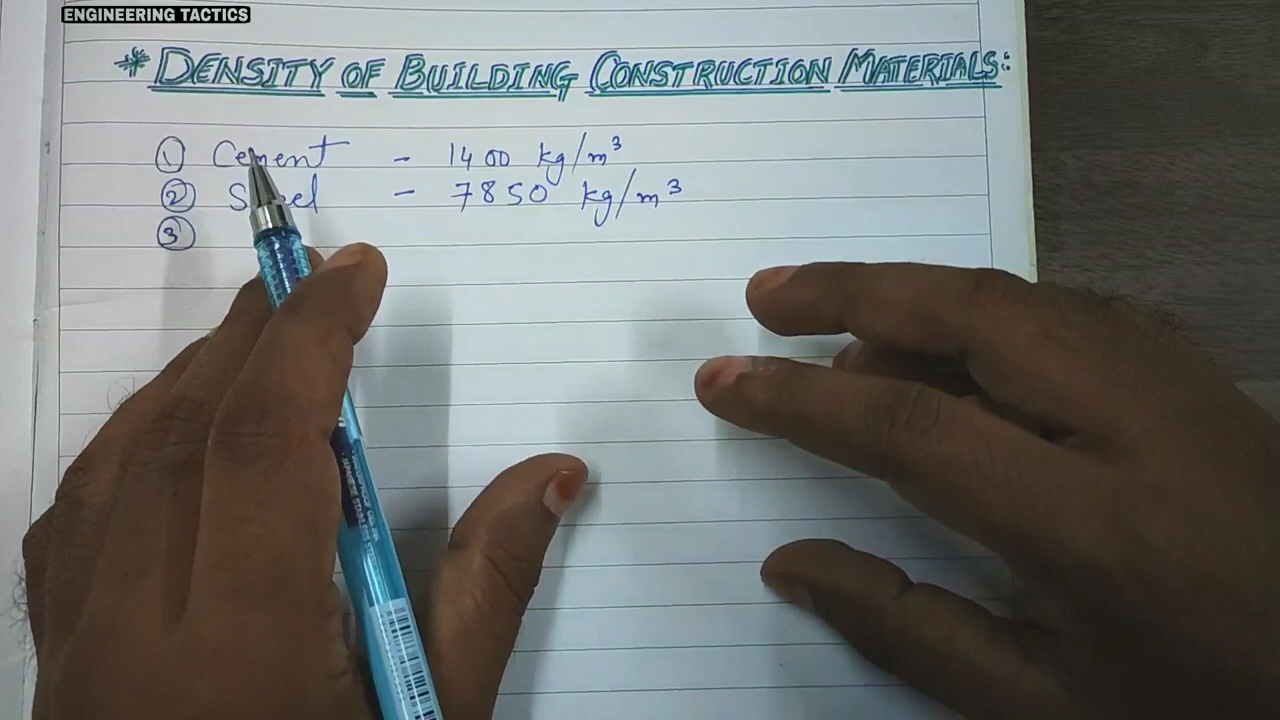 ENGINEERING TACTICS
* DENSITY OF BUILDING CONSTRUCTION MATERIALS:
① Cement - 1400 kg/m³
② Steel - 7850 kg/m³
③